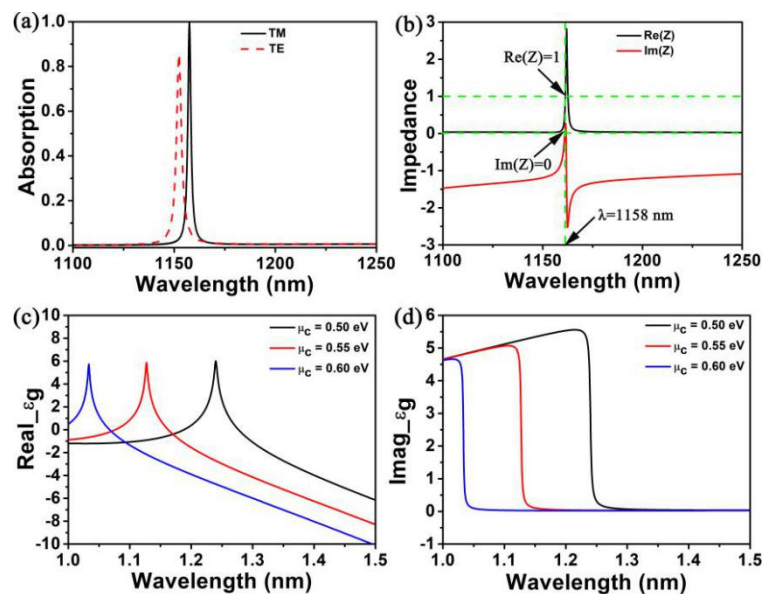 (a)
TM
TE
1.0
0.8
0.6
0.4
0.2
0.0
Absorption
1100
1150
1200
1250
Wavelength (nm)
(b)
Re(Z)
Im(Z)
Re(Z)=1
Im(Z)=0
λ=1158 nm
3
2
1
0
-1
-2
-3
Impedance
1100
1150
1200
1250
Wavelength (nm)
(c)
μc = 0.50 eV
μc = 0.55 eV
μc = 0.60 eV
10
8
6
4
2
0
-2
-4
-6
-8
-10
Real_εg
1.0
1.1
1.2
1.3
1.4
1.5
Wavelength (nm)
(d)
μc = 0.50 eV
μc = 0.55 eV
μc = 0.60 eV
6
5
4
3
2
1
0
-1
Imag_εg
1.0
1.1
1.2
1.3
1.4
1.5
Wavelength (nm)